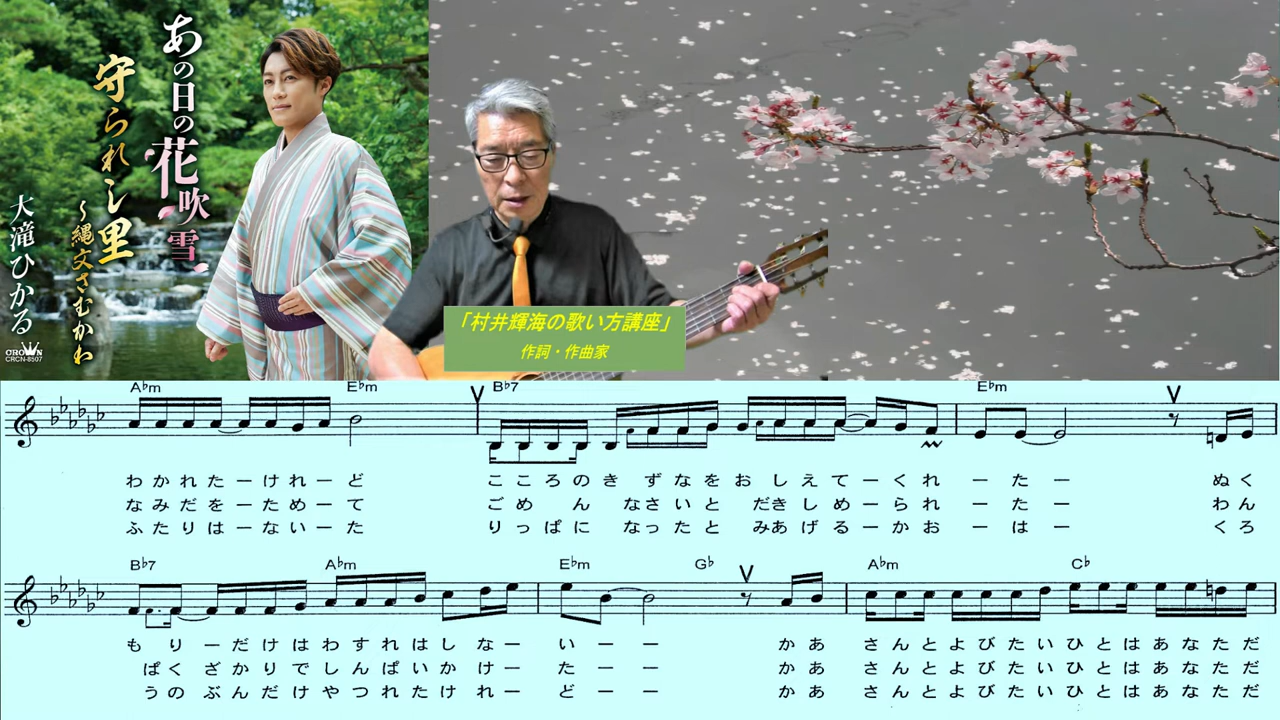 あの日の花吹雪
守られし里
〜縄文さむかわ
大滝ひかる
CROWN
CRCN-8507
「村井輝海の歌い方講座」
作詞・作曲家
A♭m E♭m B♭7 E♭m
わかれたーけれーど こころのき ずなをおしえてーくれ ーたー ぬく
なみだをーためーて ごめん なさいと だきしめーられ ーたー わん
ふたりはーないーた りっぱに なったと みあげるーかお ーはー くろ
B♭7 A♭m E♭m G♭ A♭m C♭
もりーだけはわすれはしなー いーー かあ さんとよびたいひとはあなただ
ぱく ざかりでしんぱいかけー たーー かあ さんとよびたいひとはあなただ
うのぶんだけやつれたけれー どーー かあ さんとよびたいひとはあなただ